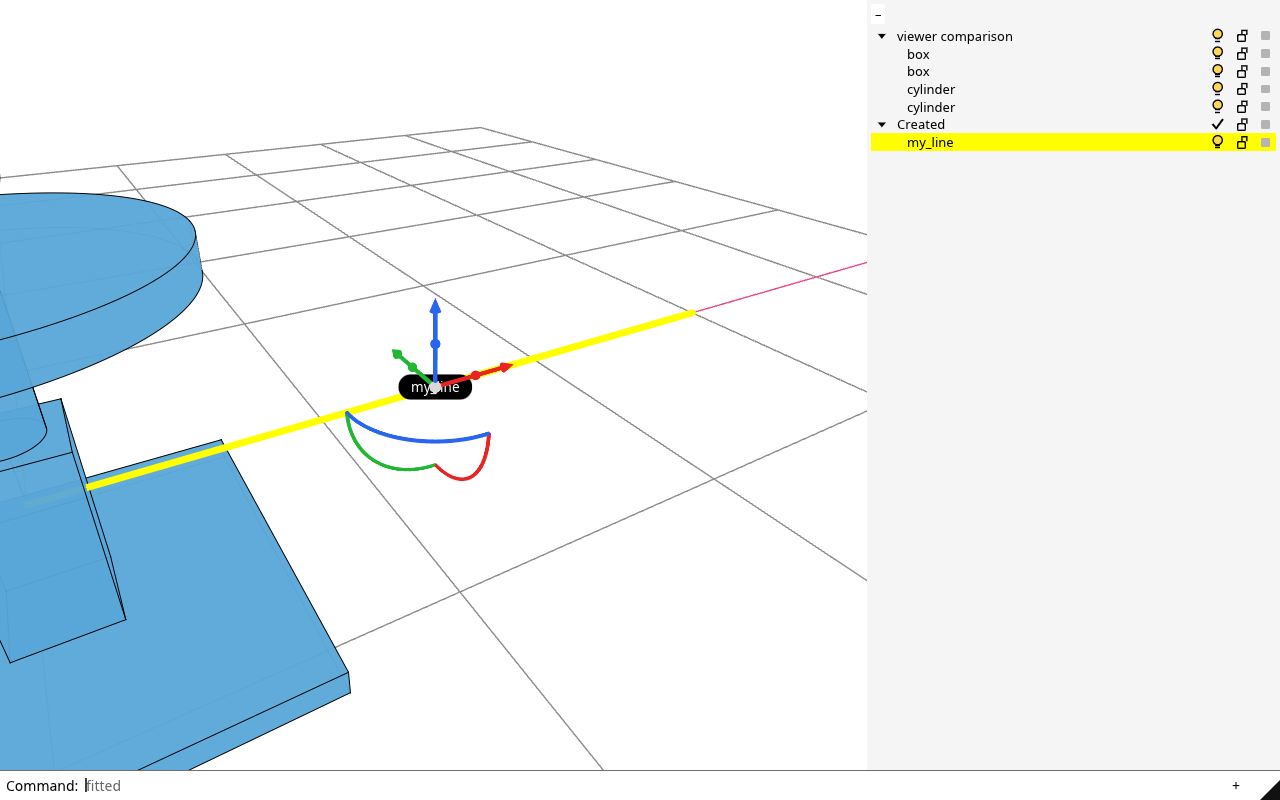 −
viewer comparison
box
box
cylinder
cylinder
Created
my_line
my_line
Command: fitted
+